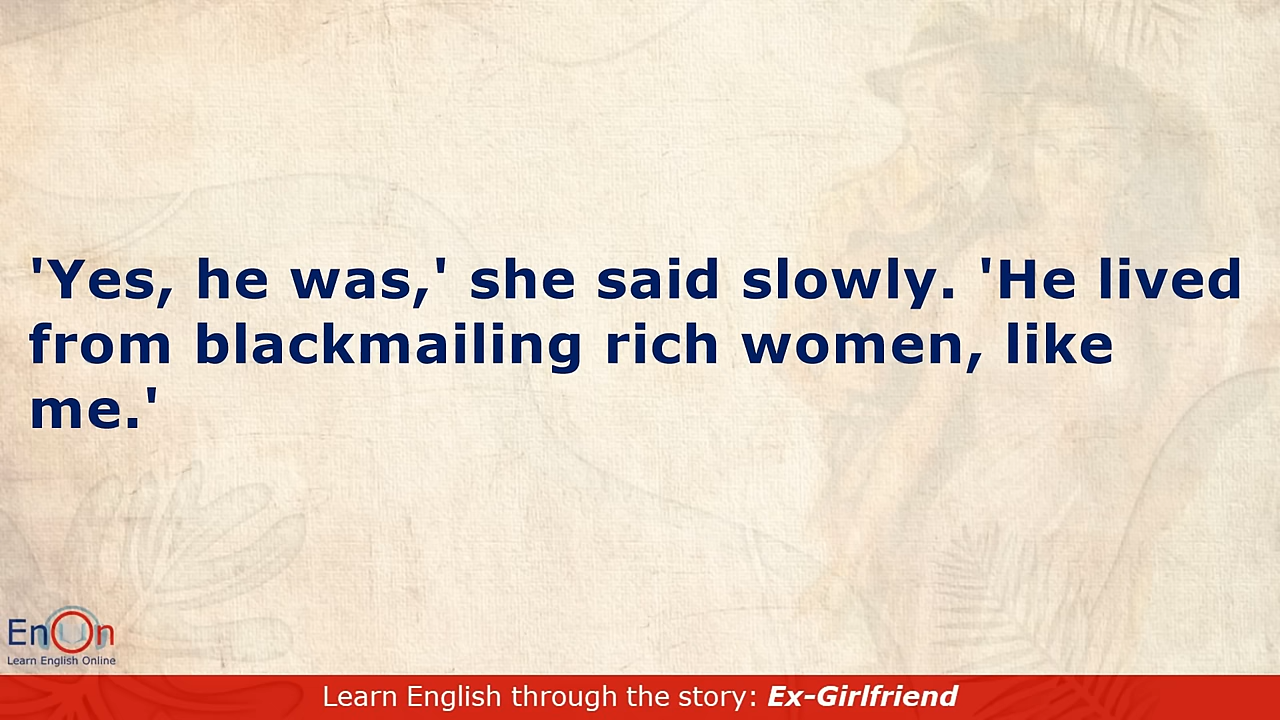 'Yes, he was,' she said slowly. 'He lived
from blackmailing rich women, like
me.'
EnOn
Learn English Online
Learn English through the story: Ex-Girlfriend